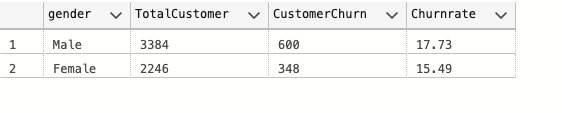 gender TotalCustomer CustomerChurn Churnrate
1 Male 3384 600 17.73
2 Female 2246 348 15.49